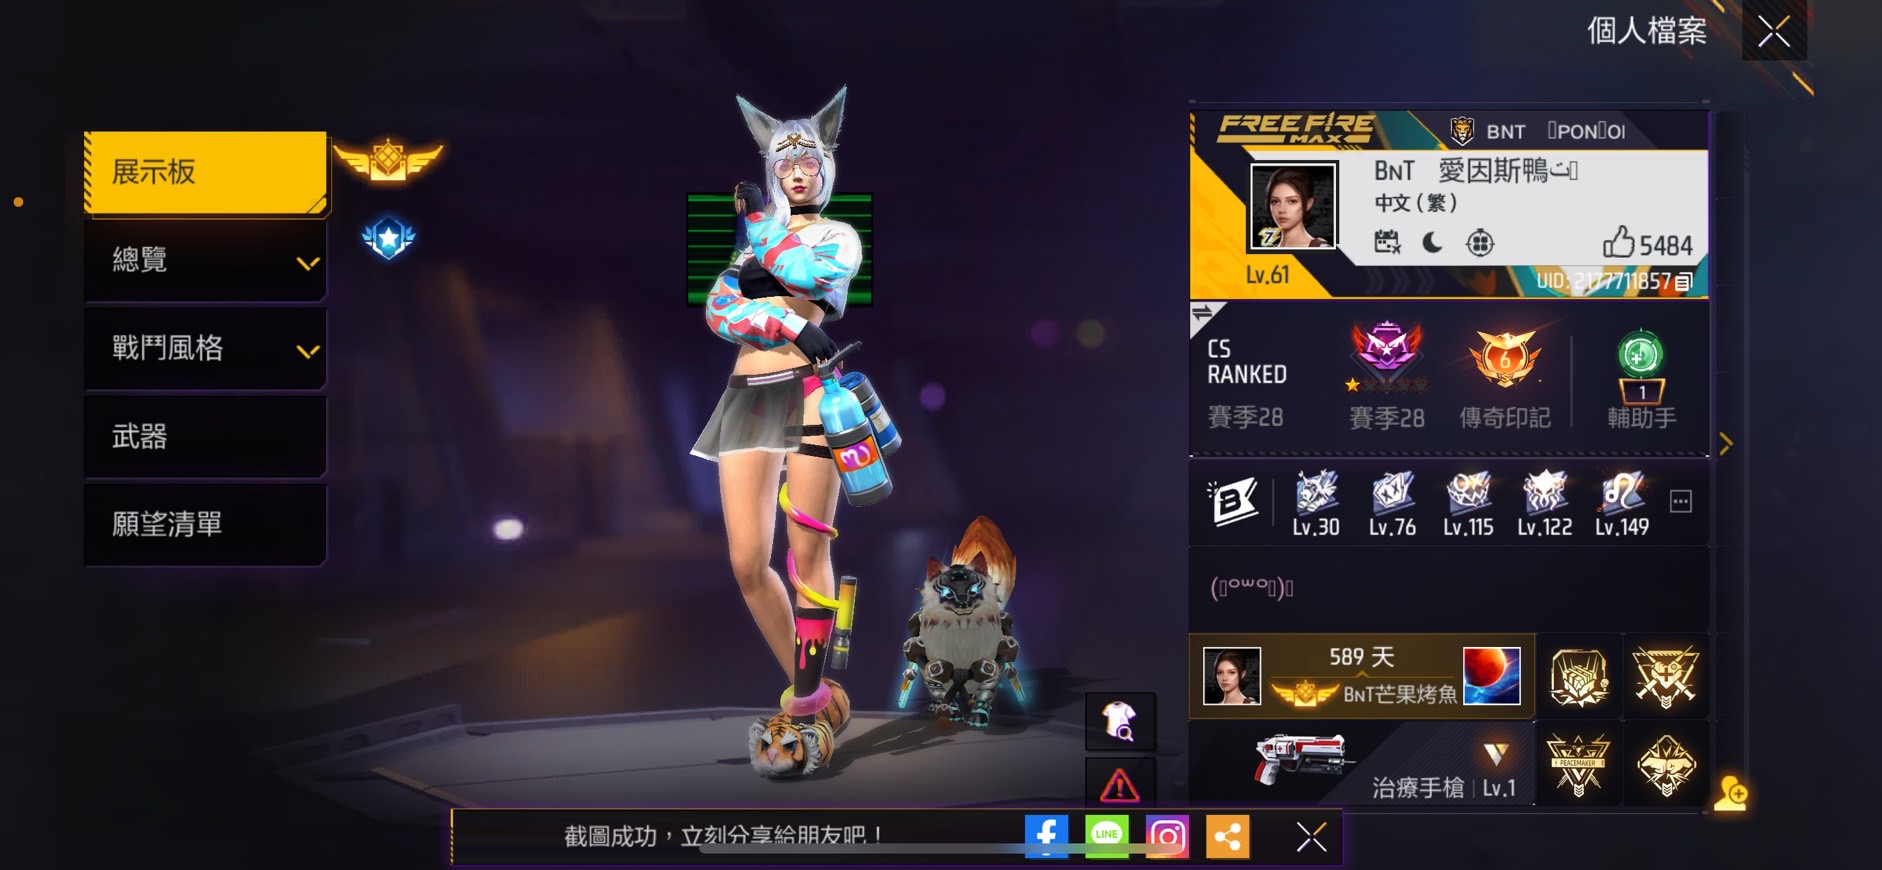 個人檔案
展示板
總覽
戰鬥風格
武器
願望清單
FREE FIRE
MAX
BNT
BNT 愛因斯鴨
中文(繁)
5484
Lv.61
UID: 2177711857
CS
RANKED
賽季28
賽季28
6
傳奇印記
1
輔助手
B
Lv.30
Lv.76
Lv.115
Lv.122
Lv.149
589 天
BNT芒果烤魚
治療手槍 | Lv.1
PEACEMAKER
截圖成功,立刻分享給朋友吧!
LINE